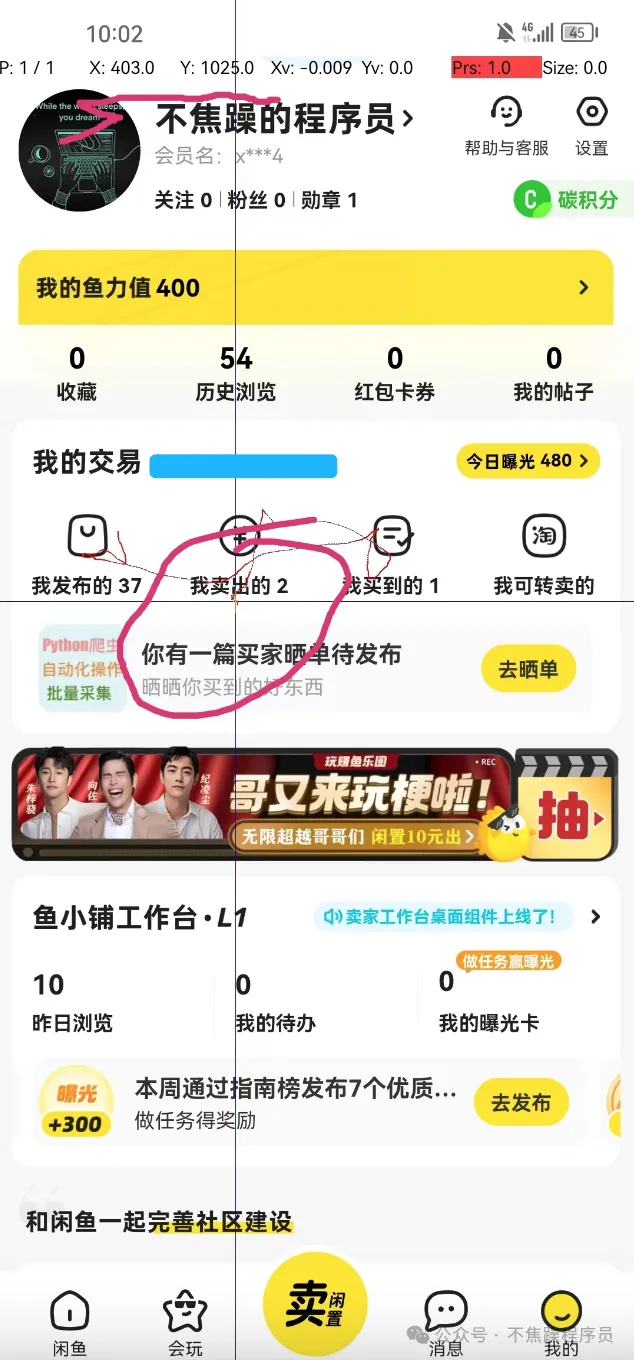 10:02
4G
45
P: 1 / 1 X: 403.0 Y: 1025.0 Xv: -0.009 Yv: 0.0 Prs: 1.0 Size: 0.0
While the world sleeps,
you dream
不焦躁的程序员
会员名：x***4
帮助与客服 设置
关注 0 粉丝 0 勋章 1
C 碳积分
我的鱼力值 400
0 54 0 0
收藏 历史浏览 红包卡券 我的帖子
我的交易
今日曝光 480
淘
我发布的 37 我卖出的 2 我买到的 1 我可转卖的
Python爬虫
自动化操作
批量采集
你有一篇买家晒单待发布
晒晒你买到的好东西
去晒单
玩赚鱼乐圈
REC
朱梓骁
向佐
纪凌尘
哥又来玩梗啦！
无限超越哥哥们 闲置10元出
抽
鱼小铺工作台·L1
卖家工作台桌面组件上线了！
做任务赢曝光
10 0 0
昨日浏览 我的待办 我的曝光卡
曝光
+300
本周通过指南榜发布7个优质...
做任务得奖励
去发布
和闲鱼一起完善社区建设
卖闲置
闲鱼 会玩 消息 我的
公众号 · 不焦躁程序员